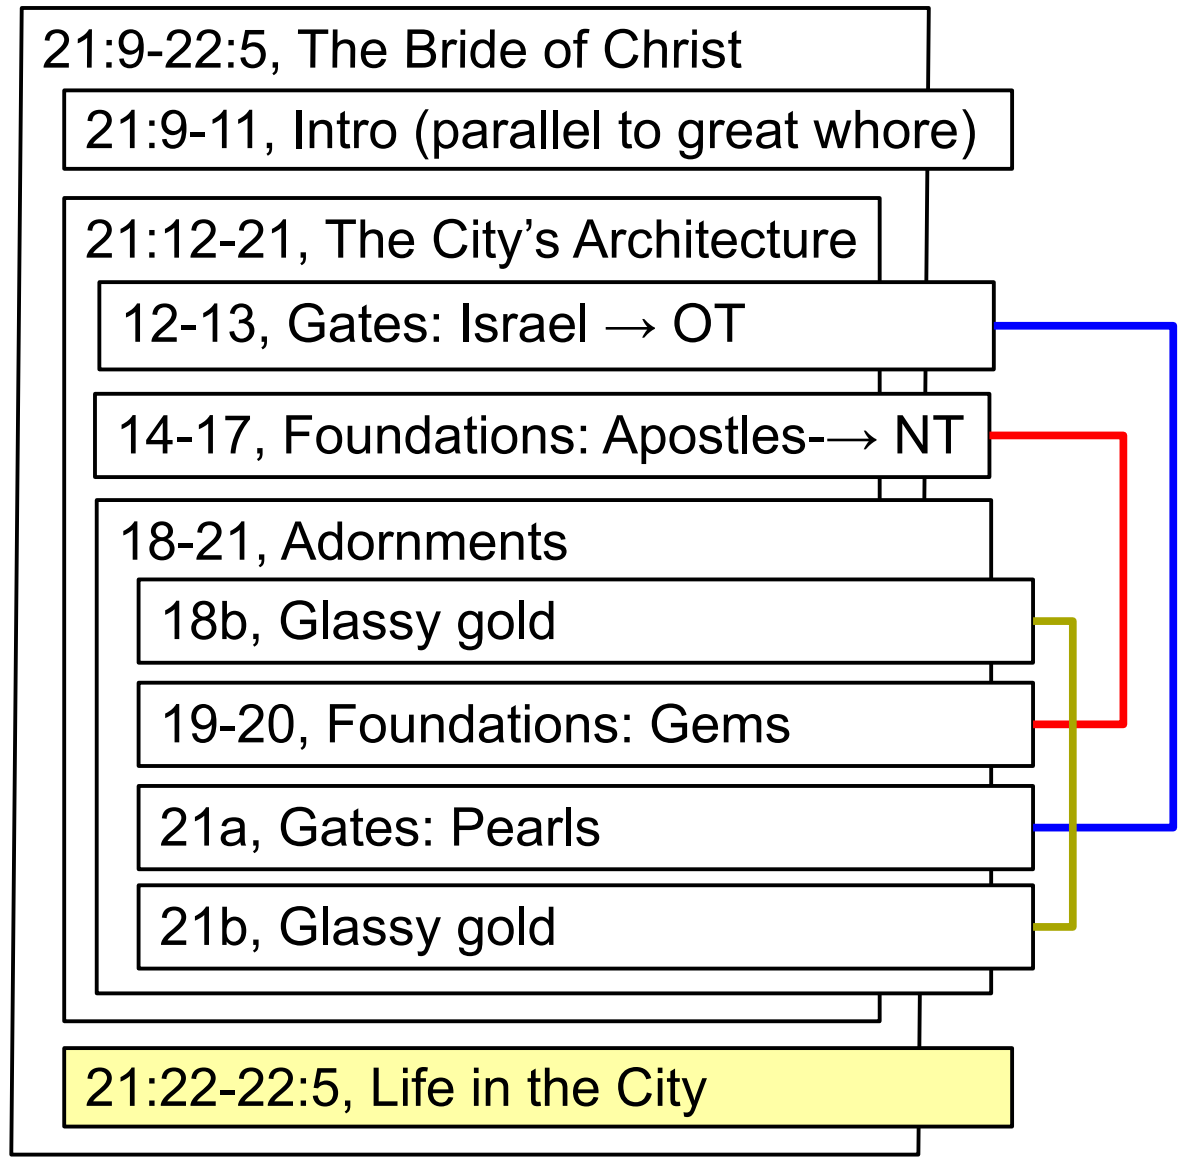 21:9-22:5, The Bride of Christ
21:9-11, Intro (parallel to great whore)
21:12-21, The City’s Architecture
12-13, Gates: Israel → OT
14-17, Foundations: Apostles-→ NT
18-21, Adornments
18b, Glassy gold
19-20, Foundations: Gems
21a, Gates: Pearls
21b, Glassy gold
21:22-22:5, Life in the City